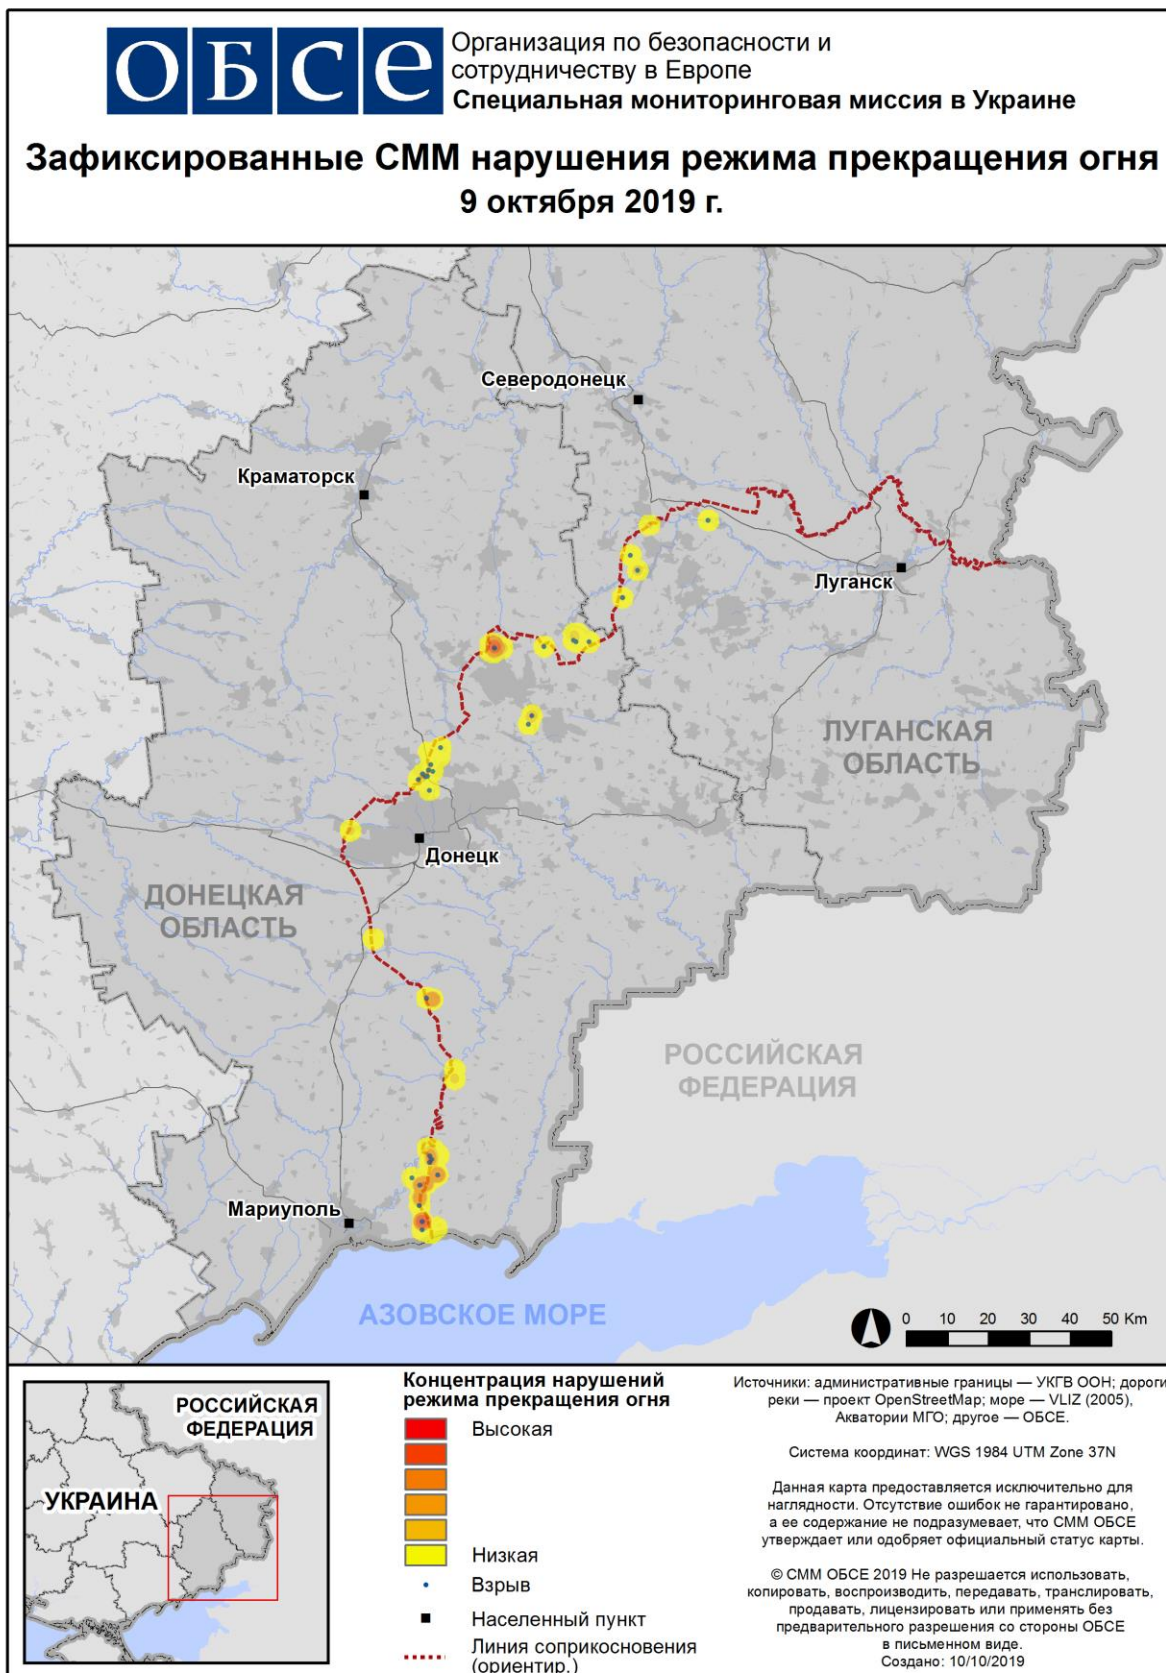 ОБСЕ
Организация по безопасности и
сотрудничеству в Европе
Специальная мониторинговая миссия в Украине
Зафиксированные СММ нарушения режима прекращения огня
9 октября 2019 г.
Северодонецк
Краматорск
Луганск
ЛУГАНСКАЯ
ОБЛАСТЬ
Донецк
ДОНЕЦКАЯ
ОБЛАСТЬ
РОССИЙСКАЯ
ФЕДЕРАЦИЯ
Мариуполь
АЗОВСКОЕ МОРЕ
0 10 20 30 40 50 Km
РОССИЙСКАЯ
ФЕДЕРАЦИЯ
УКРАИНА
Концентрация нарушений
режима прекращения огня
Высокая
Низкая
Взрыв
Населенный пункт
Линия соприкосновения
(ориентир.)
Источники: административные границы — УКГВ ООН; дороги,
реки — проект OpenStreetMap; море — VLIZ (2005),
Акватории МГО; другое — ОБСЕ.
Система координат: WGS 1984 UTM Zone 37N
Данная карта предоставляется исключительно для
наглядности. Отсутствие ошибок не гарантировано,
а ее содержание не подразумевает, что СММ ОБСЕ
утверждает или одобряет официальный статус карты.
© СММ ОБСЕ 2019 Не разрешается использовать,
копировать, воспроизводить, передавать, транслировать,
продавать, лицензировать или применять без
предварительного разрешения со стороны ОБСЕ
в письменном виде.
Создано: 10/10/2019